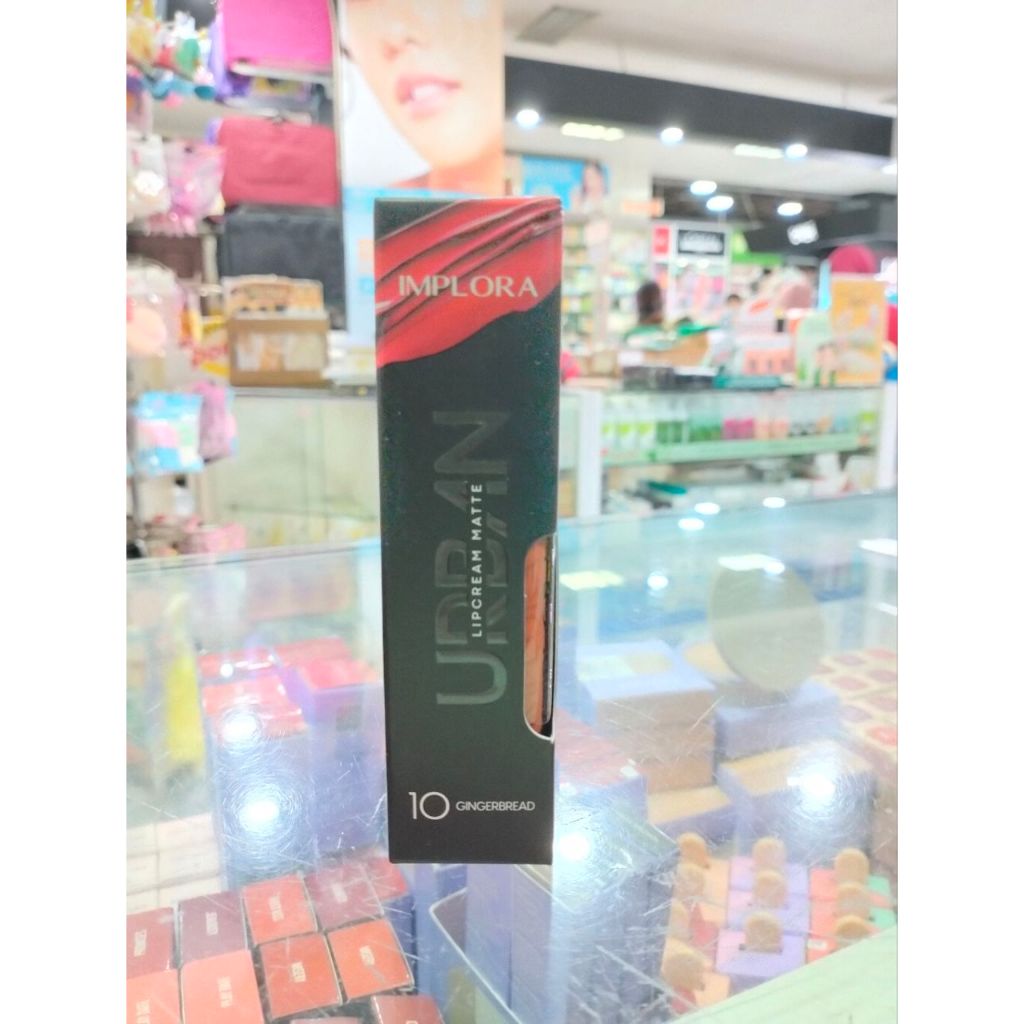 IMPLORA
URBAN
LIPCREAM MATTE
10 GINGERBREAD